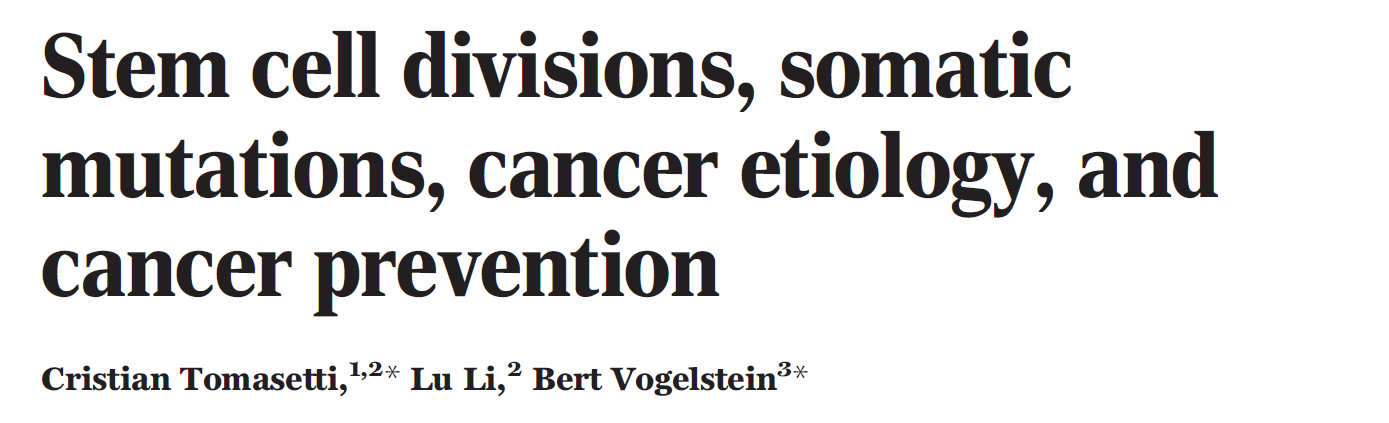 Stem cell divisions, somatic
mutations, cancer etiology, and
cancer prevention
Cristian Tomasetti,¹,²* Lu Li,² Bert Vogelstein³*